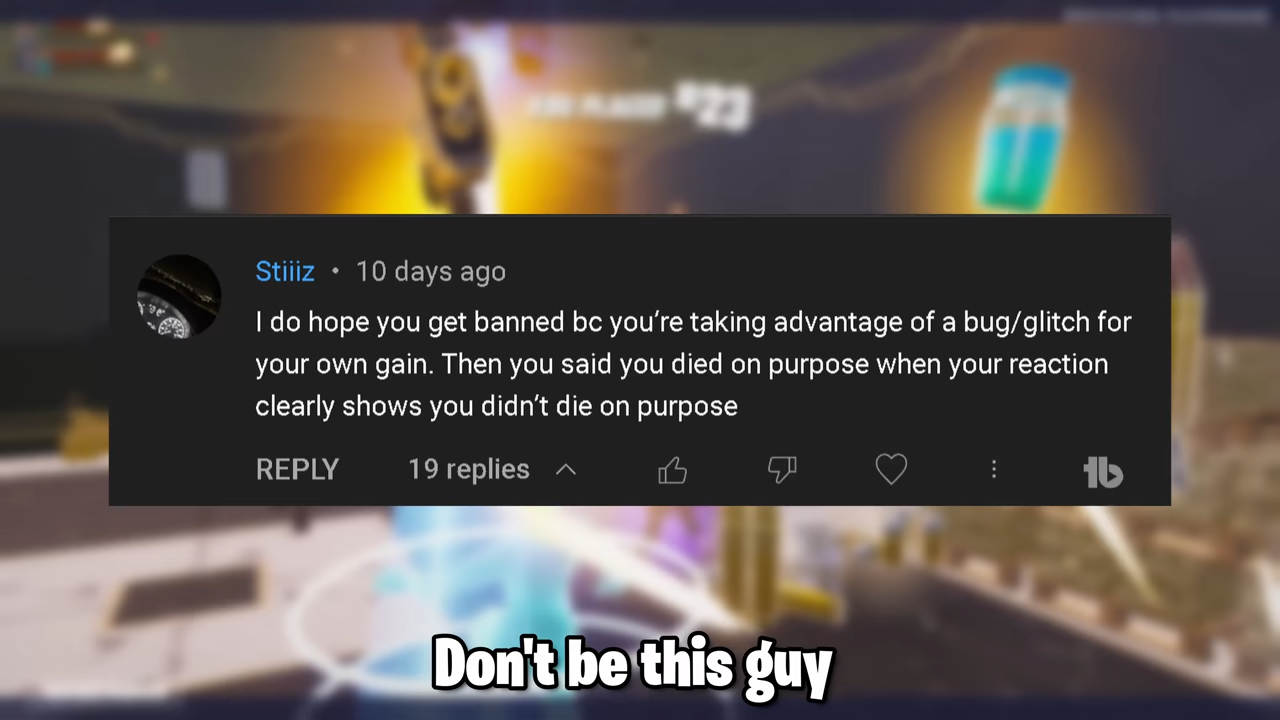 #23
Stiiiz • 10 days ago
I do hope you get banned bc you’re taking advantage of a bug/glitch for
your own gain. Then you said you died on purpose when your reaction
clearly shows you didn’t die on purpose
REPLY 19 replies
tb
Don't be this guy